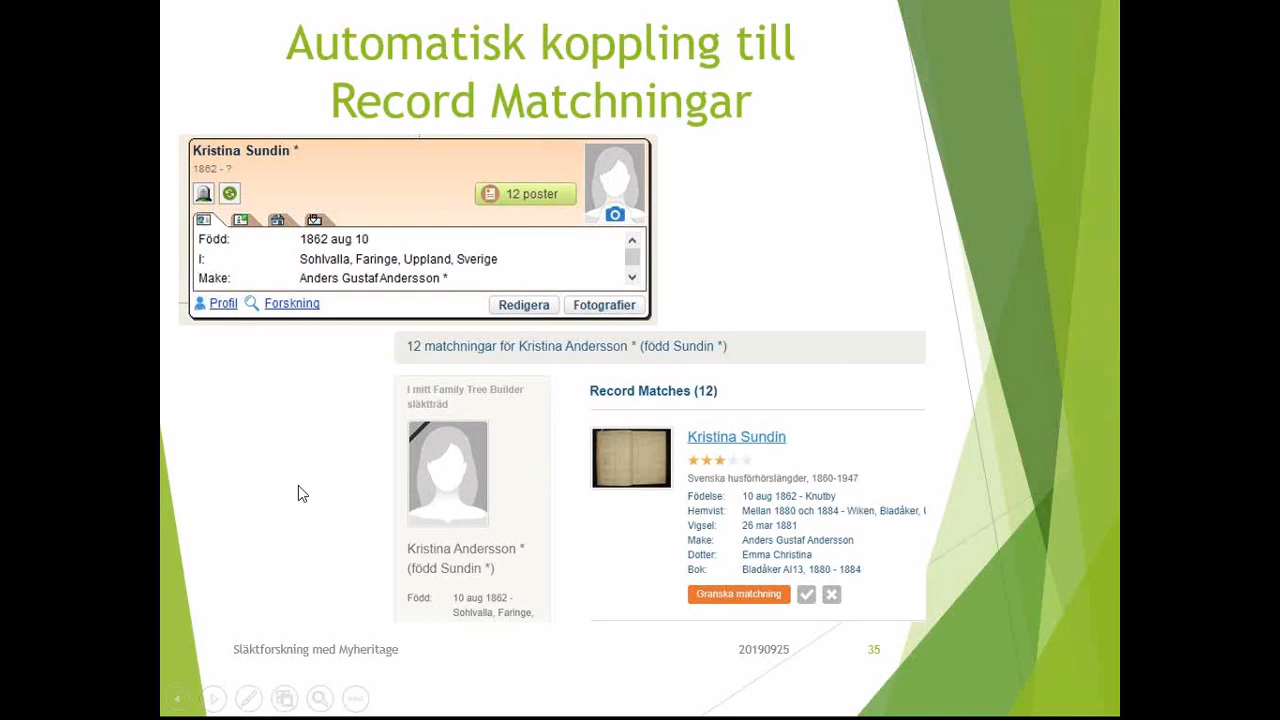 Automatisk koppling till
Record Matchningar
Kristina Sundin *
1862 - ?
12 poster
Född: 1862 aug 10
I: Sohlvalla, Faringe, Uppland, Sverige
Make: Anders Gustaf Andersson *
Profil Forskning Redigera Fotografier
12 matchningar för Kristina Andersson * (född Sundin *)
I mitt Family Tree Builder
släktträd
Kristina Andersson *
(född Sundin *)
Född: 10 aug 1862 -
Sohlvalla, Faringe,
Record Matches (12)
Kristina Sundin
Svenska husförhörslängder, 1860-1947
Födelse: 10 aug 1862 - Knutby
Hemvist: Mellan 1880 och 1884 - Wiken, Bladåker,
Vigsel: 26 mar 1881
Make: Anders Gustaf Andersson
Dotter: Emma Christina
Bok: Bladåker AI13, 1880 - 1884
Granska matchning
Släktforskning med Myheritage 20190925 35